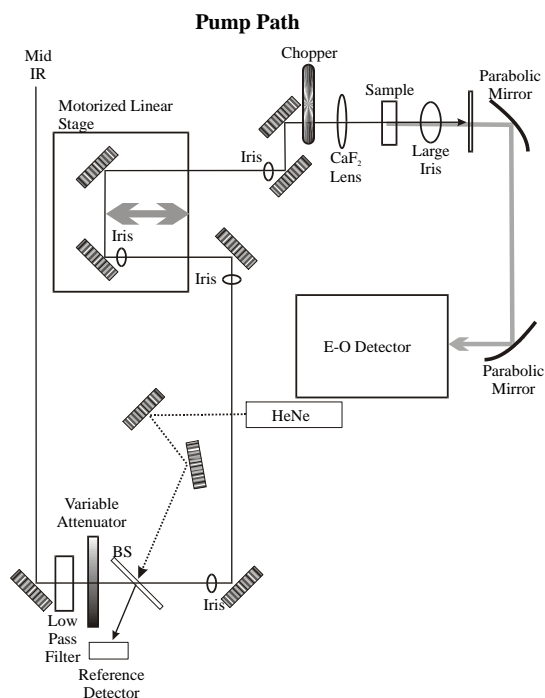 Pump Path
Mid
IR
Chopper
Parabolic
Mirror
Sample
Motorized Linear
Stage
Iris
CaF₂
Lens
Large
Iris
Iris
Iris
E-O Detector
Parabolic
Mirror
HeNe
Variable
Attenuator
BS
Iris
Low
Pass
Filter
Reference
Detector